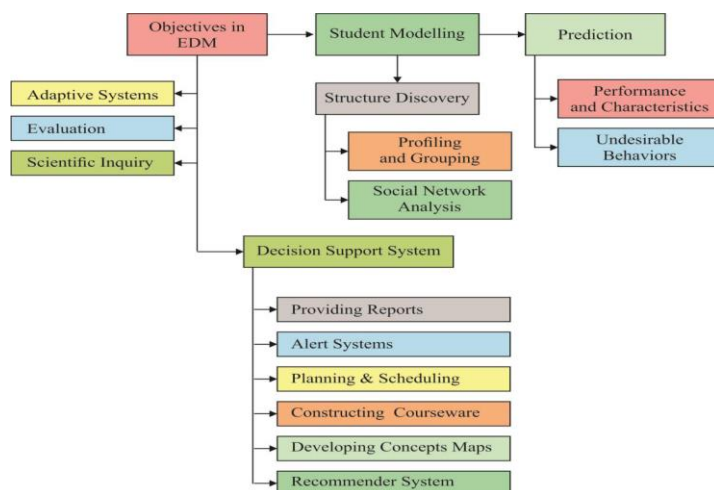 Objectives in
EDM
Student Modelling
Prediction
Adaptive Systems
Evaluation
Scientific Inquiry
Structure Discovery
Profiling
and Grouping
Social Network
Analysis
Performance
and Characteristics
Undesirable
Behaviors
Decision Support System
Providing Reports
Alert Systems
Planning & Scheduling
Constructing Courseware
Developing Concepts Maps
Recommender System